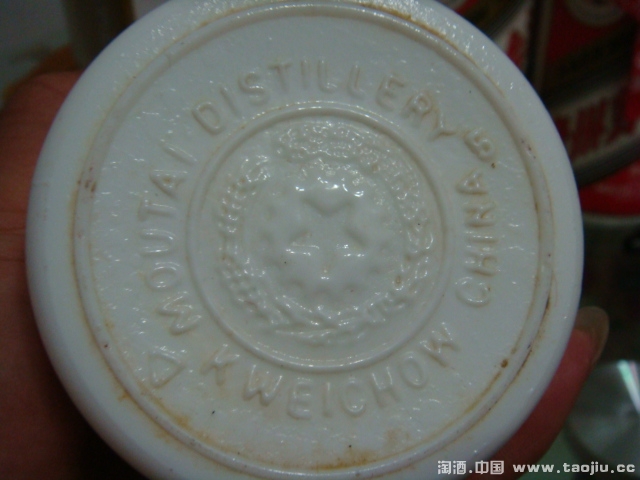 MOUTAI DISTILLERY
KWEICHOW CHINA
淘酒.中国 www.taojiu.cc